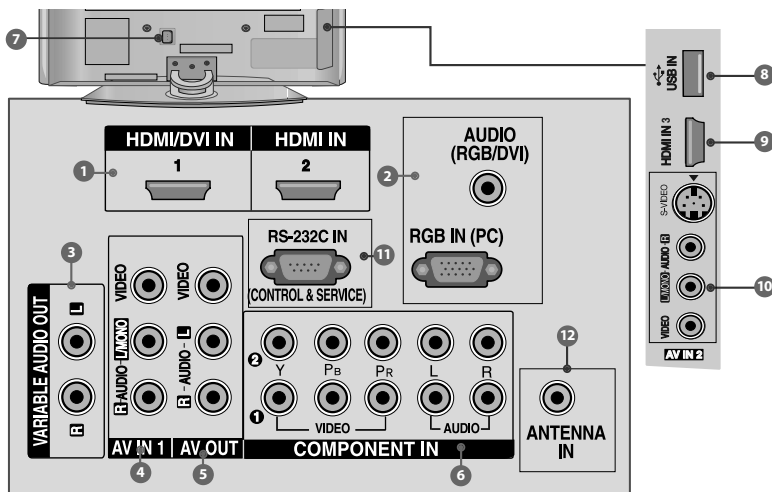 7
8
USB IN
HDMI IN 3
9
S-VIDEO
L/MONO-AUDIO-R
10
VIDEO
AV IN 2
HDMI/DVI IN
HDMI IN
1
1
2
AUDIO
(RGB/DVI)
2
RS-232C IN
11
(CONTROL & SERVICE)
RGB IN (PC)
3
VARIABLE AUDIO OUT
L
R
VIDEO
R-AUDIO-L/MONO
AV IN 1
4
VIDEO
R-AUDIO-L
AV OUT
5
2
Y
PB
PR
L
R
1
VIDEO
AUDIO
COMPONENT IN
6
12
ANTENNA
IN